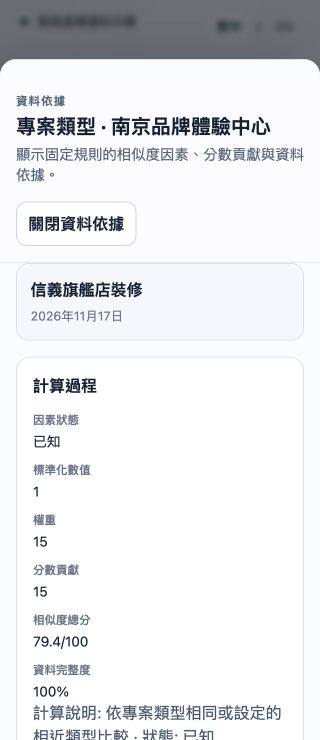 資料依據
專案類型 · 南京品牌體驗中心
顯示固定規則的相似度因素、分數貢獻與資料
依據。
關閉資料依據
信義旗艦店裝修
2026年11月17日
計算過程
因素狀態
已知
標準化數值
1
權重
15
分數貢獻
15
相似度總分
79.4/100
資料完整度
100%
計算說明: 依專案類型相同或設定的
相近類型比較 · 狀態: 已知